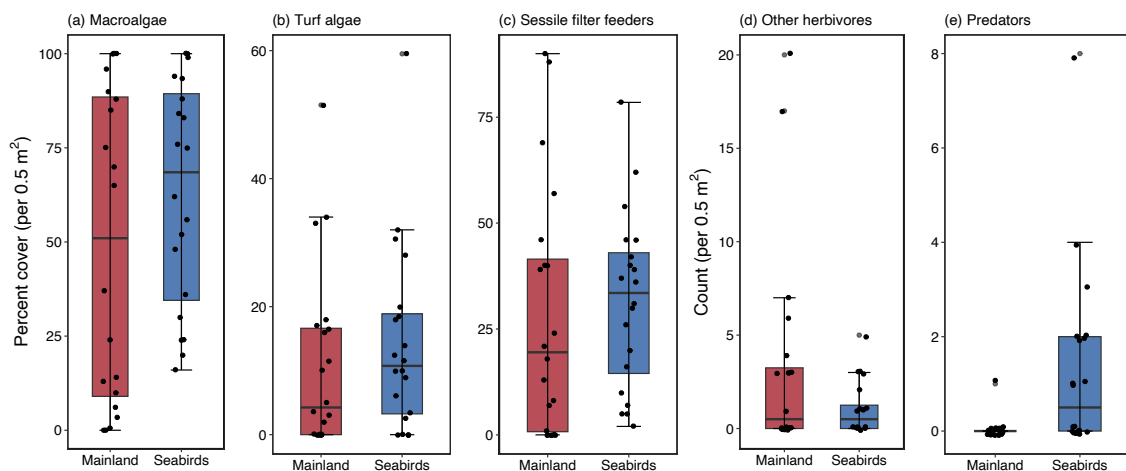 (a) Macroalgae
(b) Turf algae
(c) Sessile filter feeders
(d) Other herbivores
(e) Predators
Percent cover (per 0.5 m²)
100
75
50
25
0
Mainland Seabirds
60
40
20
0
Mainland Seabirds
75
50
25
0
Mainland Seabirds
Count (per 0.5 m²)
20
15
10
5
0
Mainland Seabirds
8
6
4
2
0
Mainland Seabirds